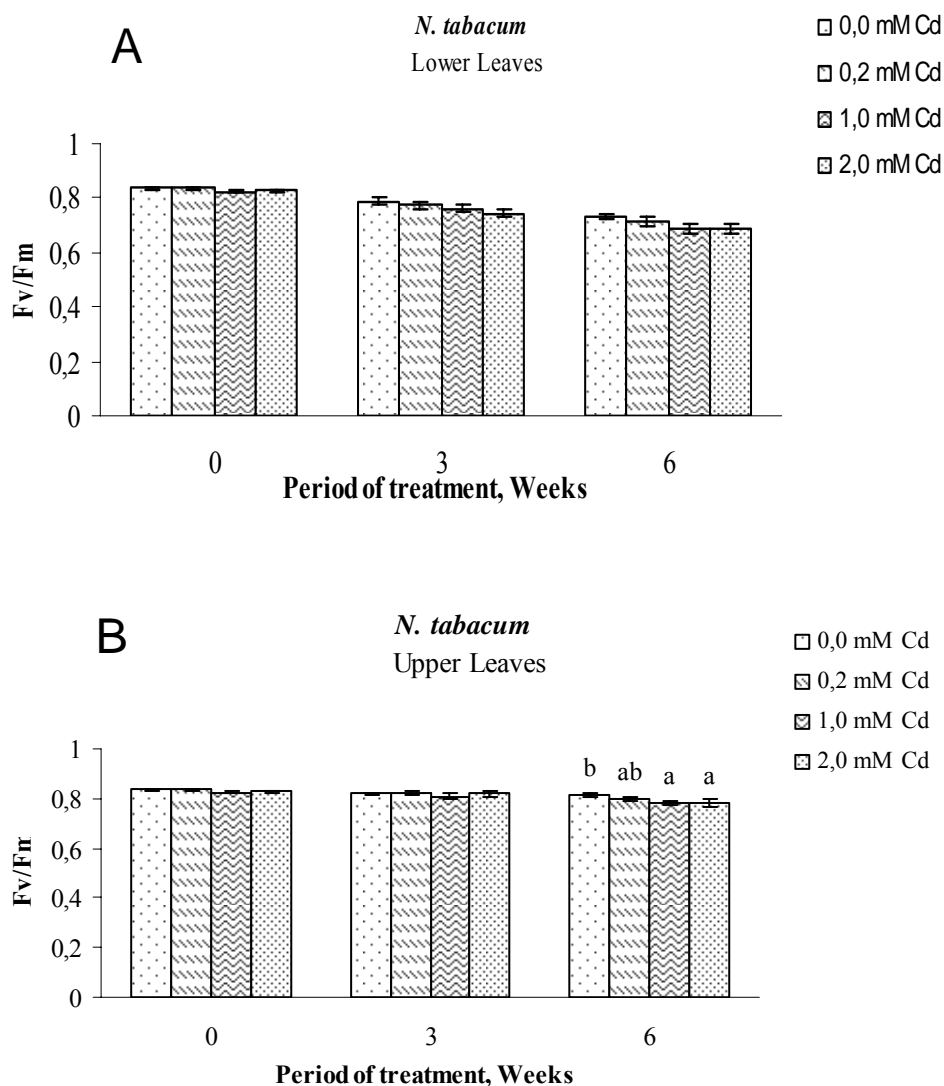 A
N. tabacum
Lower Leaves
0,0 mM Cd
0,2 mM Cd
1,0 mM Cd
2,0 mM Cd
1
0,8
0,6
0,4
0,2
0
Fv/Fm
0 3 6
Period of treatment, Weeks
B
N. tabacum
Upper Leaves
0,0 mM Cd
0,2 mM Cd
1,0 mM Cd
2,0 mM Cd
1
0,8
0,6
0,4
0,2
0
Fv/Fm
b ab a a
0 3 6
Period of treatment, Weeks